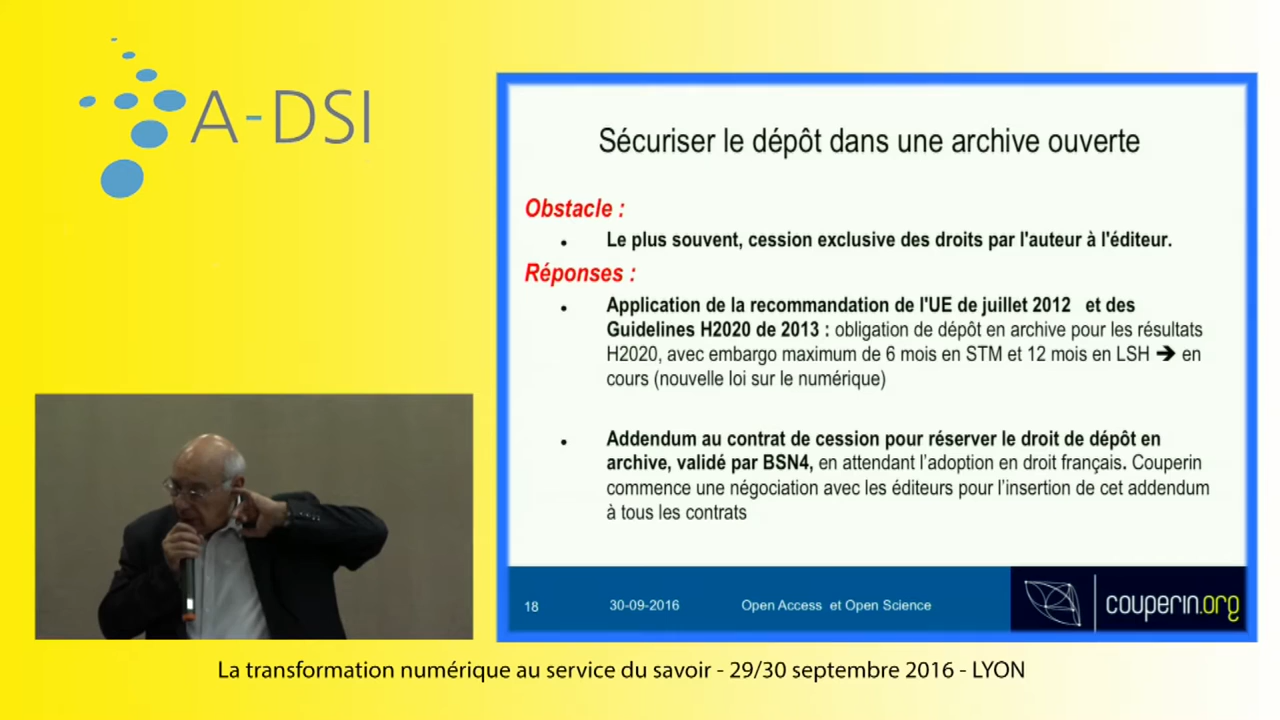 A-DSI
Sécuriser le dépôt dans une archive ouverte
Obstacle :
• Le plus souvent, cession exclusive des droits par l'auteur à l'éditeur.
Réponses :
• Application de la recommandation de l'UE de juillet 2012 et des
Guidelines H2020 de 2013 : obligation de dépôt en archive pour les résultats
H2020, avec embargo maximum de 6 mois en STM et 12 mois en LSH ➔ en
cours (nouvelle loi sur le numérique)
• Addendum au contrat de cession pour réserver le droit de dépôt en
archive, validé par BSN4, en attendant l’adoption en droit français. Couperin
commence une négociation avec les éditeurs pour l’insertion de cet addendum
à tous les contrats
18 30-09-2016 Open Access et Open Science couperin.org
La transformation numérique au service du savoir - 29/30 septembre 2016 - LYON